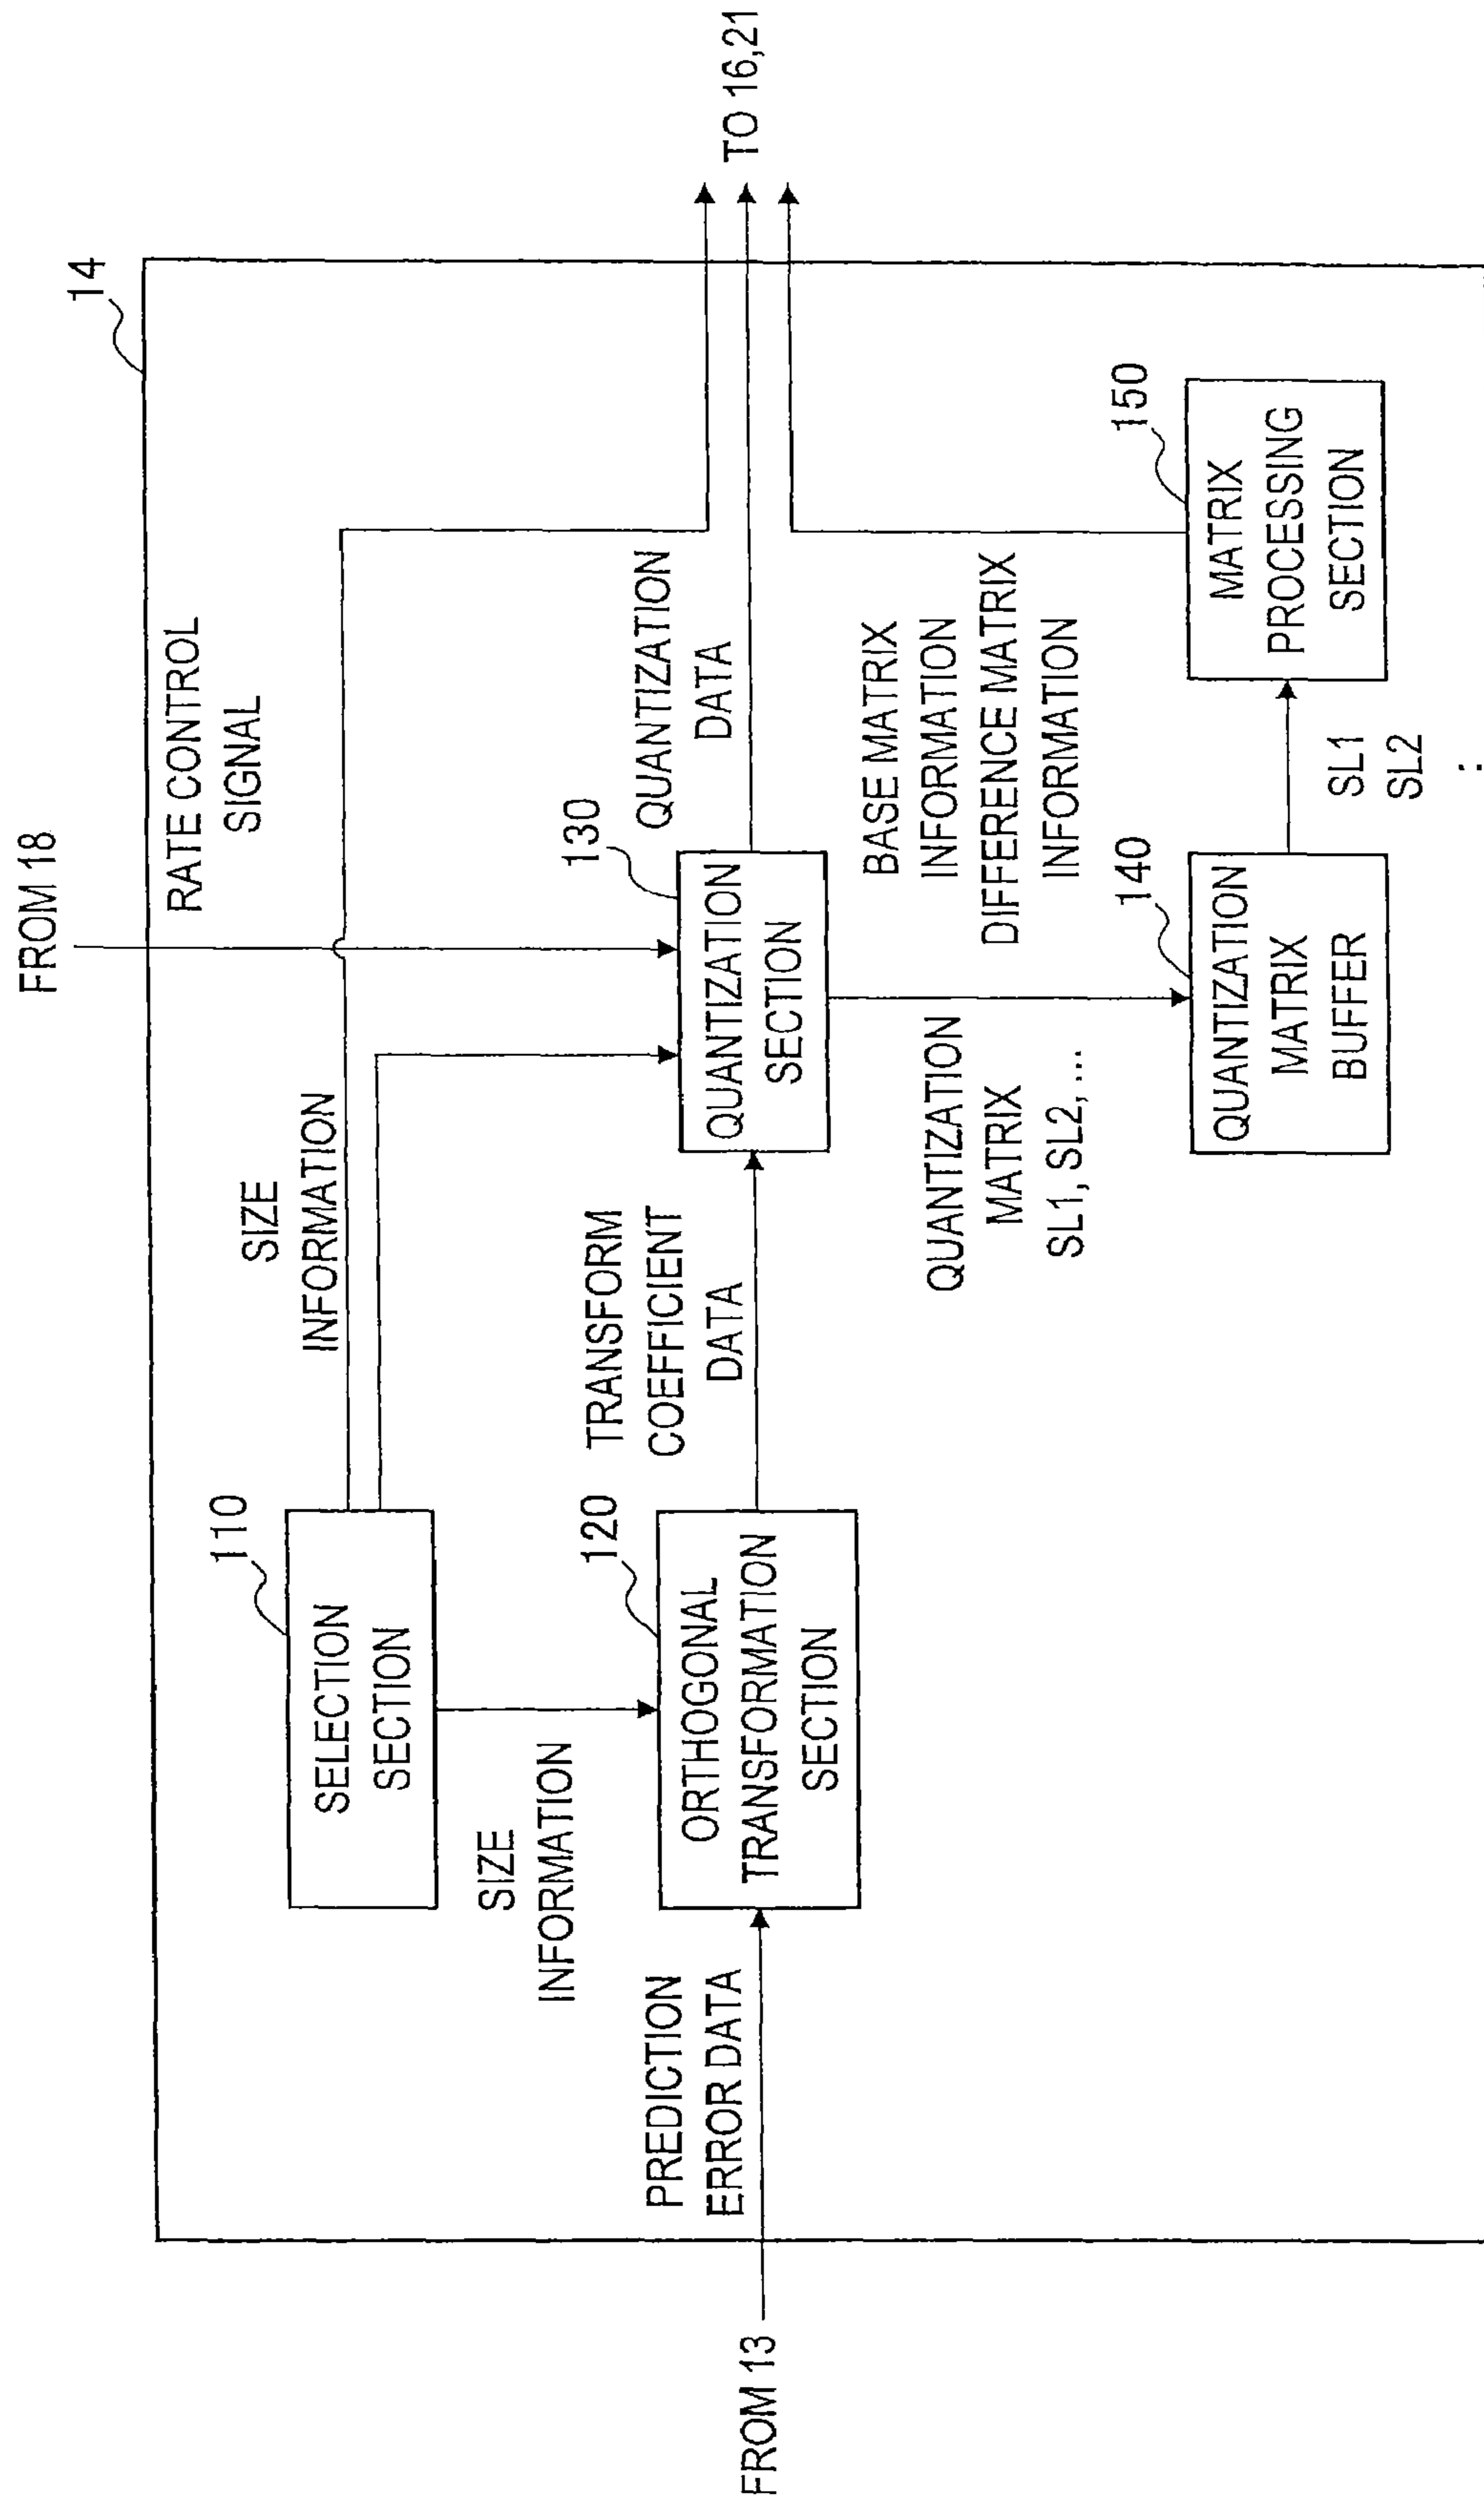 FROM 18
14
RATE CONTROL
SIGNAL
SIZE
INFORMATION
110
SELECTION
SECTION
SIZE
INFORMATION
FROM 13
PREDICTION
ERROR DATA
120
ORTHOGONAL
TRANSFORMATION
SECTION
TRANSFORM
COEFFICIENT
DATA
130
QUANTIZATION
SECTION
QUANTIZATION
DATA
TO 16,21
BASE MATRIX
INFORMATION
DIFFERENCE MATRIX
INFORMATION
QUANTIZATION
MATRIX
SL1, SL2,...
140
QUANTIZATION
MATRIX
BUFFER
SL1
SL2
:
150
MATRIX
PROCESSING
SECTION